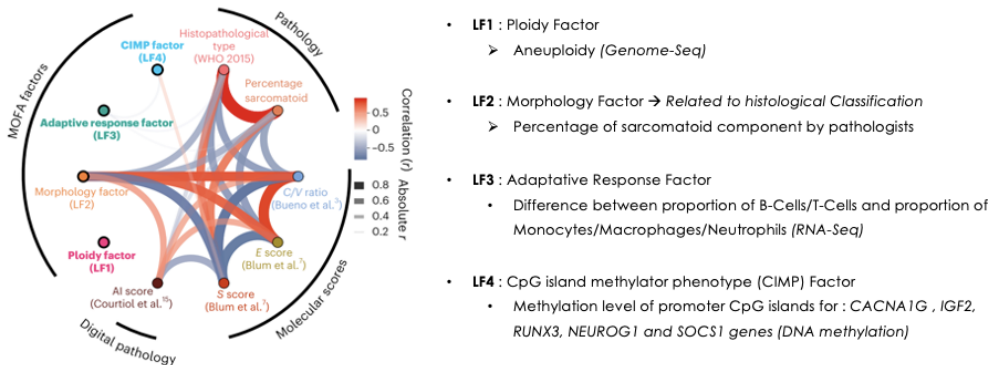 MOFA factors
Pathology
Molecular scores
Digital pathology
CIMP factor
(LF4)
Histopathological
type
(WHO 2015)
Percentage
sarcomatoid
Adaptive response factor
(LF3)
Morphology factor
(LF2)
C/V ratio
(Bueno et al.3)
Ploidy factor
(LF1)
E score
(Blum et al.7)
AI score
(Courtiol et al.15)
S score
(Blum et al.7)
Correlation (r)
0.5
0
−0.5
Absolute r
0.8
0.6
0.4
0.2
• LF1 : Ploidy Factor
➢ Aneuploidy (Genome-Seq)
• LF2 : Morphology Factor → Related to histological Classification
➢ Percentage of sarcomatoid component by pathologists
• LF3 : Adaptative Response Factor
• Difference between proportion of B-Cells/T-Cells and proportion of
Monocytes/Macrophages/Neutrophils (RNA-Seq)
• LF4 : CpG island methylator phenotype (CIMP) Factor
• Methylation level of promoter CpG islands for : CACNA1G , IGF2,
RUNX3, NEUROG1 and SOCS1 genes (DNA methylation)